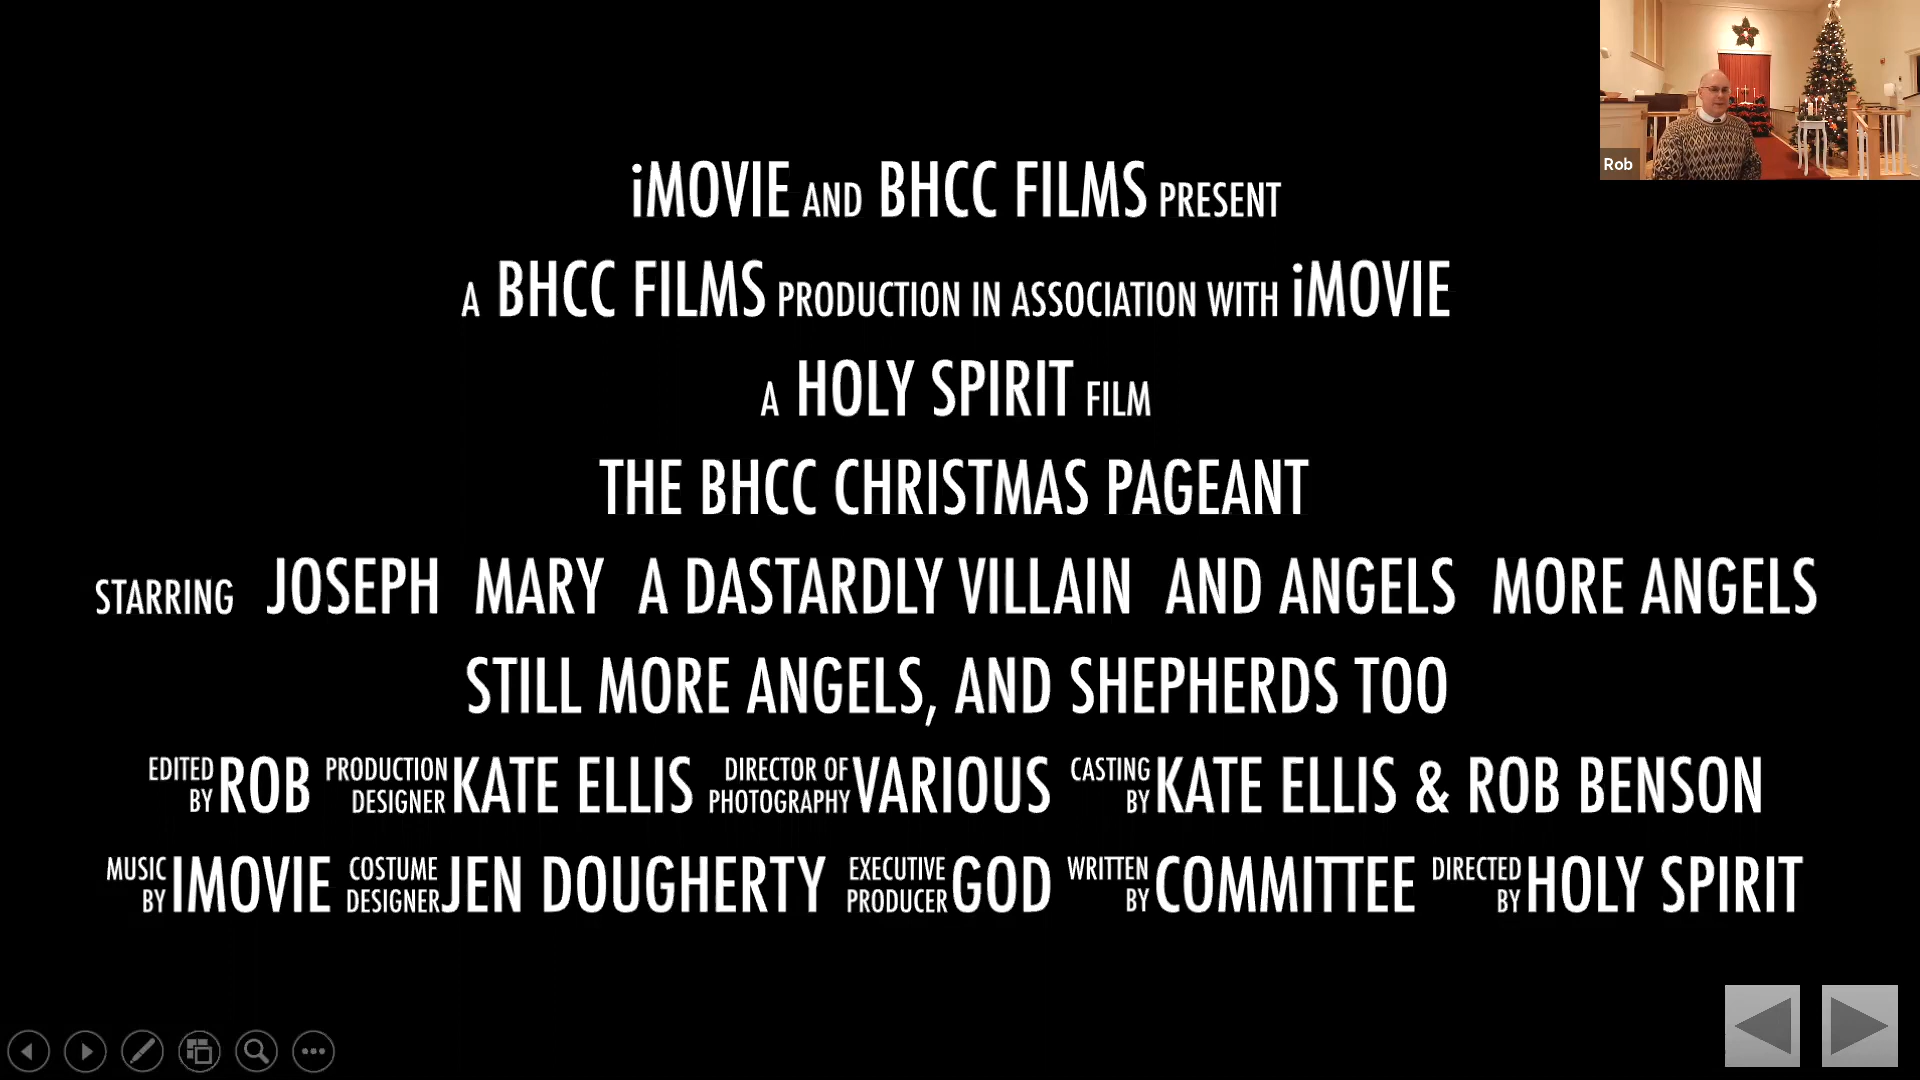 iMOVIE AND BHCC FILMS PRESENT
A BHCC FILMS PRODUCTION IN ASSOCIATION WITH iMOVIE
A HOLY SPIRIT FILM
THE BHCC CHRISTMAS PAGEANT
STARRING JOSEPH MARY A DASTARDLY VILLAIN AND ANGELS MORE ANGELS
STILL MORE ANGELS, AND SHEPHERDS TOO
EDITED BY ROB PRODUCTION DESIGNER KATE ELLIS DIRECTOR OF PHOTOGRAPHY VARIOUS CASTING BY KATE ELLIS & ROB BENSON
MUSIC BY IMOVIE COSTUME DESIGNER JEN DOUGHERTY EXECUTIVE PRODUCER GOD WRITTEN BY COMMITTEE DIRECTED BY HOLY SPIRIT
Rob